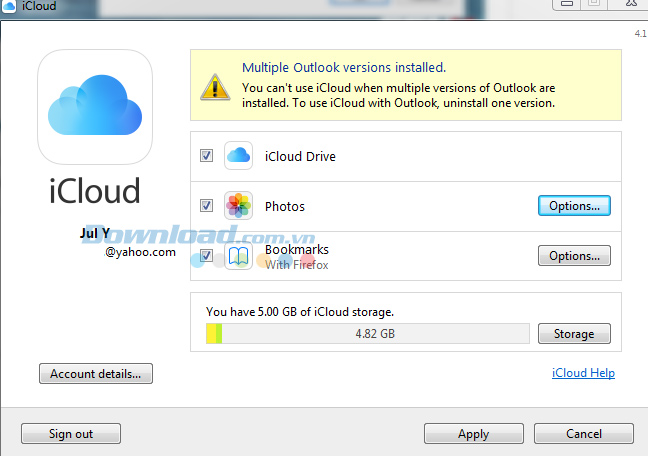 iCloud
4.1
Multiple Outlook versions installed.
You can't use iCloud when multiple versions of Outlook are
installed. To use iCloud with Outlook, uninstall one version.
iCloud Drive
iCloud
Photos
Options...
Jul Y
Download.com.vn
@yahoo.com
Bookmarks
With Firefox
Options...
You have 5.00 GB of iCloud storage.
4.82 GB
Storage
Account details...
iCloud Help
Sign out
Apply
Cancel